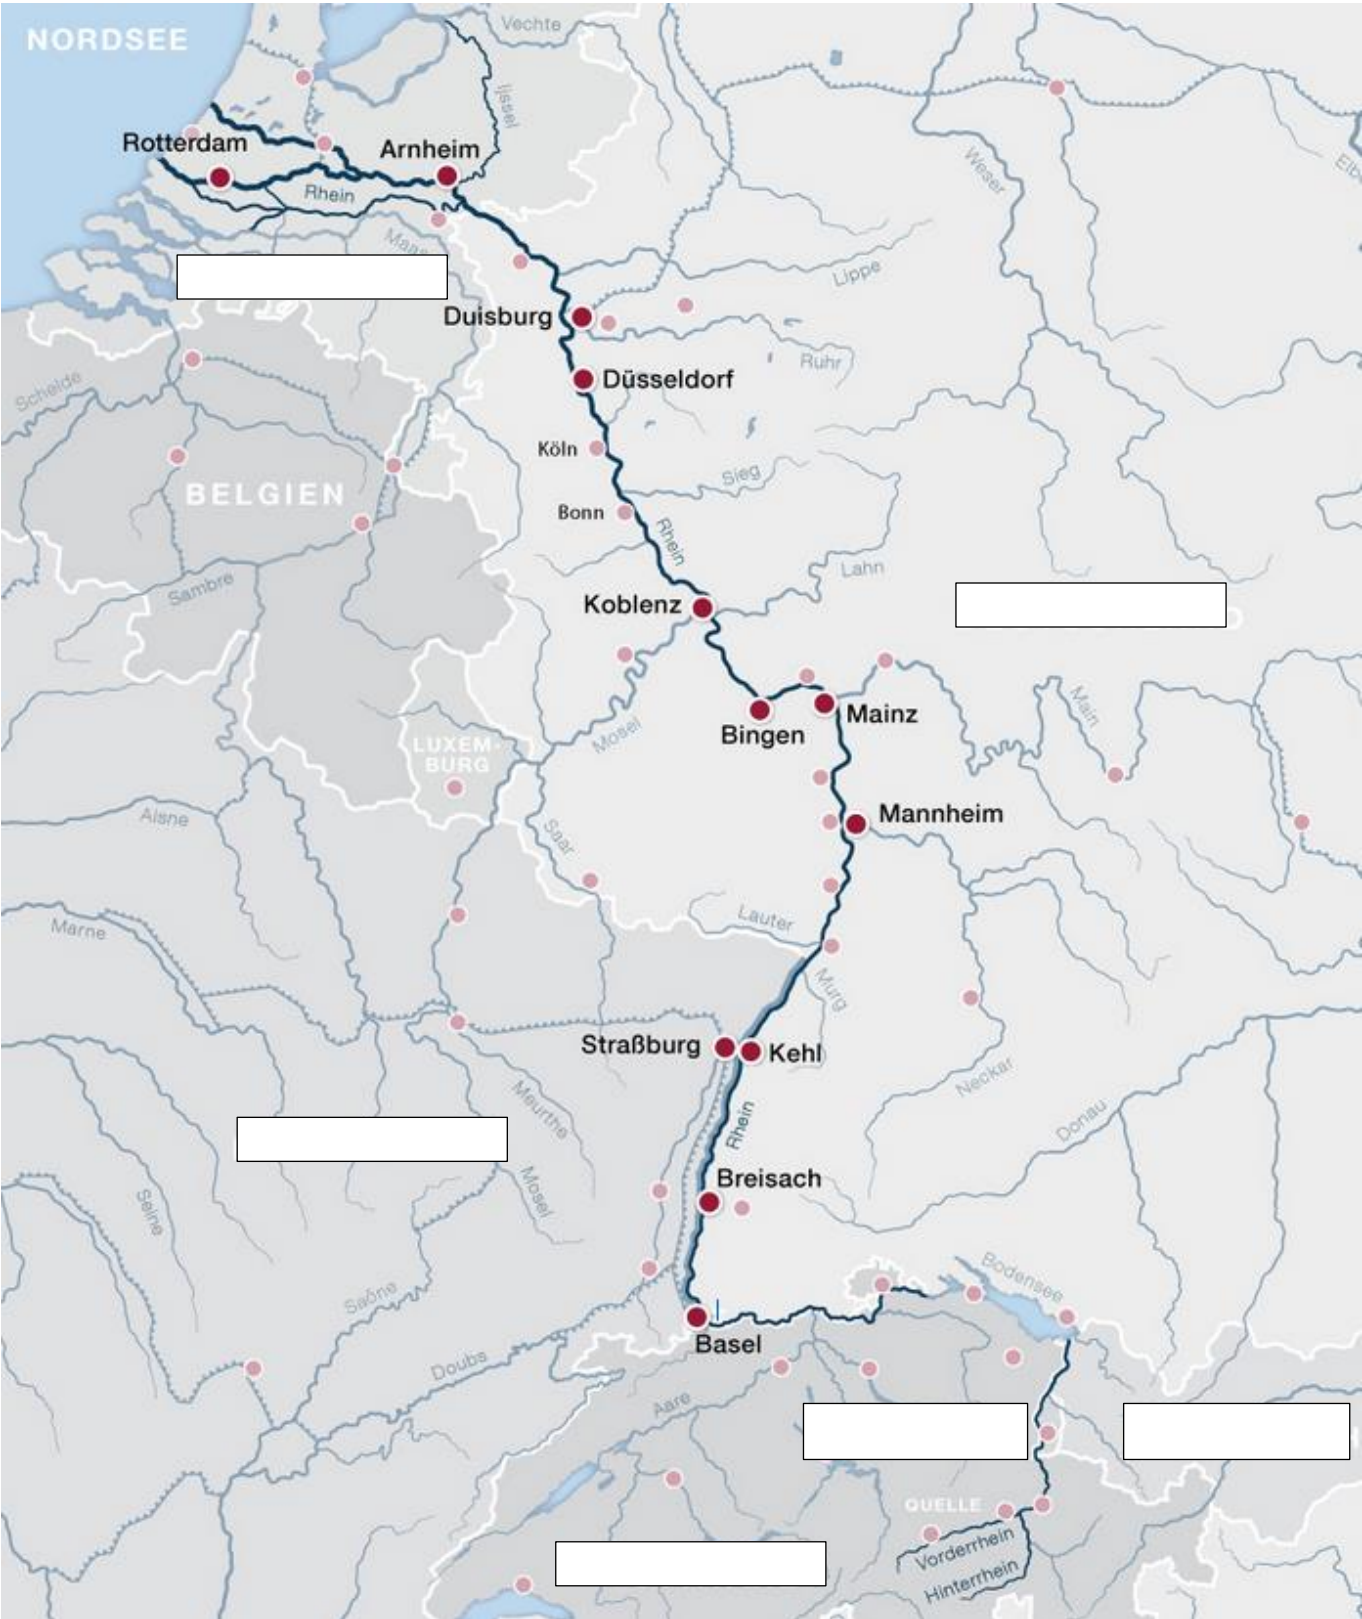 NORDSEE
Vechte
Ijssel
Rotterdam
Arnheim
Rhein
Weser
Maas
Lippe
Duisburg
Ruhr
Düsseldorf
Schelde
Köln
Sieg
BELGIEN
Bonn
Rhein
Lahn
Sambre
Koblenz
Main
Mainz
Mosel
Bingen
LUXEM-
BURG
Mannheim
Aisne
Saar
Lauter
Marne
Murg
Straßburg
Kehl
Neckar
Meurthe
Rhein
Donau
Mosel
Breisach
Seine
Bodensee
Saône
Basel
Doubs
Aare
QUELLE
Vorderrhein
Hinterrhein